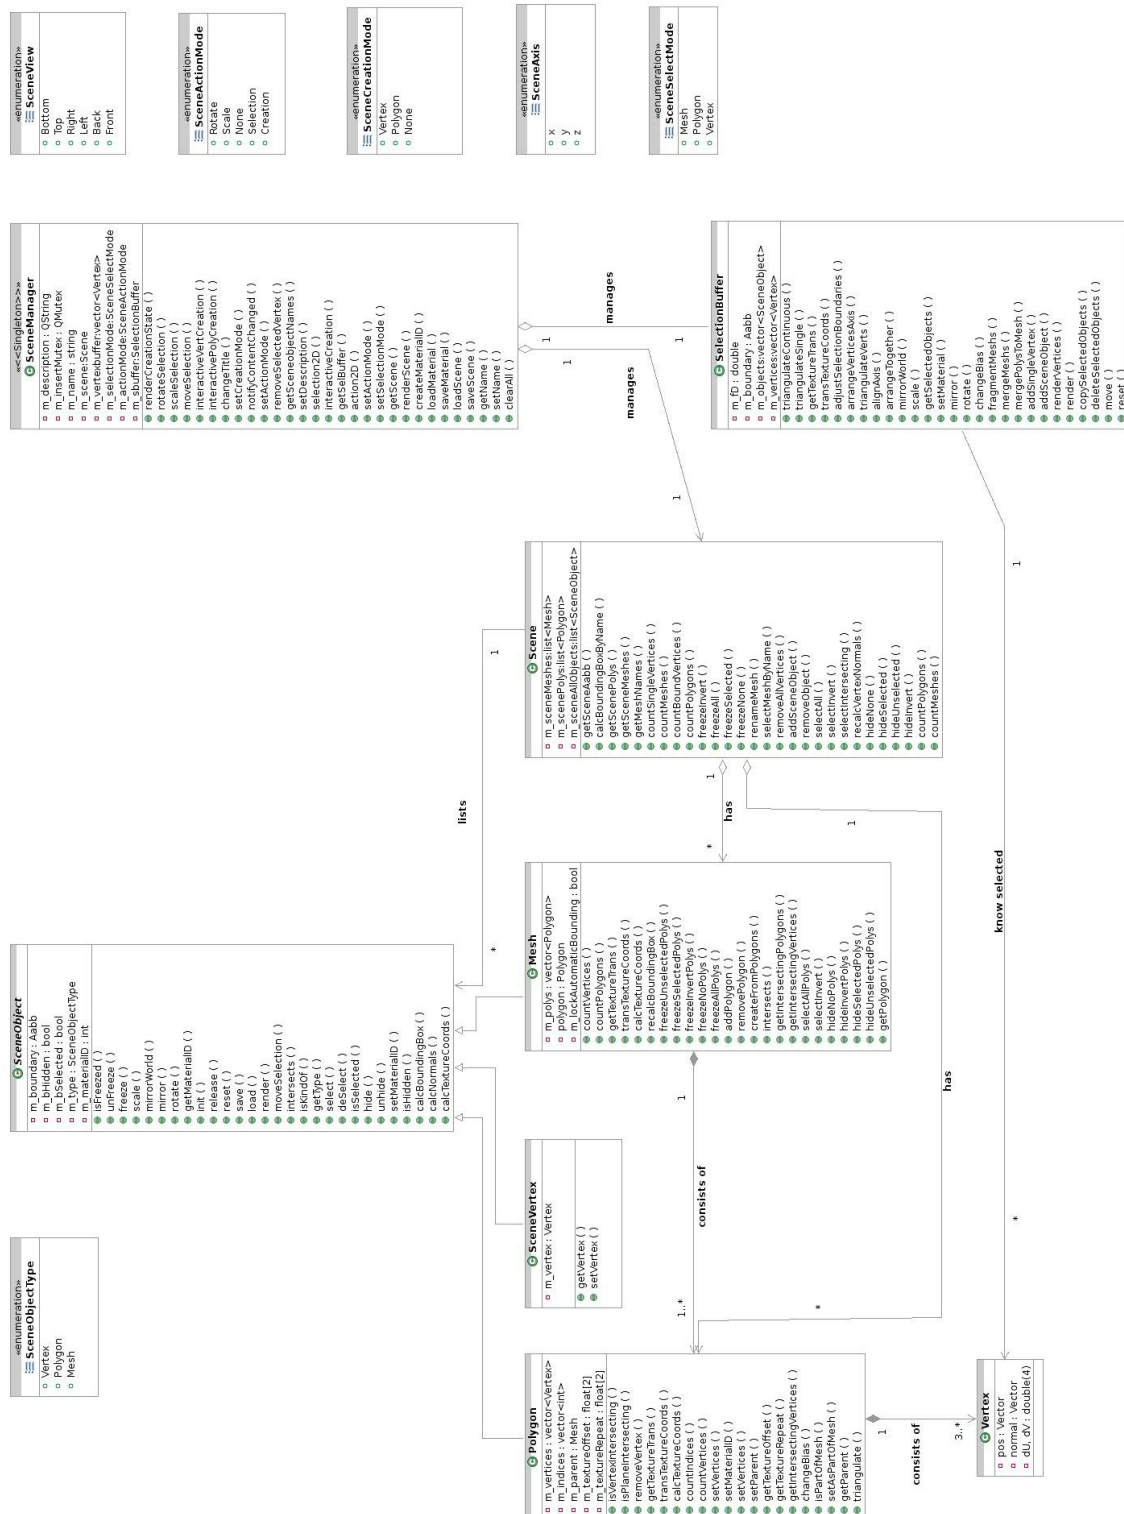 «enumeration»
SceneObjectType
Vertex
Polygon
Mesh
SceneObject
m_boundary : Aabb
m_bHidden : bool
m_bSelected : bool
m_type : SceneObjectType
m_materialID : int
isFreezed ( )
unFreeze ( )
freeze ( )
scale ( )
mirrorWorld ( )
mirror ( )
rotate ( )
getMaterialID ( )
init ( )
release ( )
reset ( )
save ( )
load ( )
render ( )
moveSelection ( )
intersects ( )
isKindOf ( )
getType ( )
select ( )
deSelect ( )
isSelected ( )
hide ( )
unhide ( )
setMaterialID ( )
isHidden ( )
calcBoundingBox ( )
calcNormals ( )
calcTextureCoords ( )
«<Singleton>>»
SceneManager
m_description : QString
m_insertMutex : QMutex
m_name : string
m_scene:Scene
m_vertexbuffer:vector<Vertex>
m_selectionMode:SceneSelectMode
m_actionMode:SceneActionMode
m_sbuffer:SelectionBuffer
renderCreationState ( )
rotateSelection ( )
scaleSelection ( )
moveSelection ( )
interactiveVertCreation ( )
interactivePolyCreation ( )
changeTitle ( )
setCreationMode ( )
notifyContentChanged ( )
setActionMode ( )
removeSelectedVertex ( )
getSceneobjectNames ( )
setDescription ( )
selection2D ( )
interactiveCreation ( )
getSelBuffer ( )
action2D ( )
setActionMode ( )
setSelectionMode ( )
getScene ( )
renderScene ( )
createMaterialID ( )
loadMaterial ( )
saveMaterial ( )
loadScene ( )
saveScene ( )
getName ( )
setName ( )
clearAll ( )
«enumeration»
SceneView
Bottom
Top
Right
Left
Back
Front
«enumeration»
SceneActionMode
Rotate
Scale
None
Selection
Creation
«enumeration»
SceneCreationMode
Vertex
Polygon
None
«enumeration»
SceneAxis
x
y
z
«enumeration»
SceneSelectMode
Mesh
Polygon
Vertex
lists
*
1
manages
1
1
manages
1
1
Polygon
m_vertices : vector<Vertex>
m_indices : vector<int>
m_parent : Mesh
m_textureOffset : float[2]
m_textureRepeat : float[2]
isVertexIntersecting ( )
isPlaneIntersecting ( )
removeVertex ( )
getTextureTrans ( )
transTextureCoords ( )
calcTextureCoords ( )
countIndices ( )
countVertices ( )
setVertices ( )
setMaterialID ( )
setVertices ( )
setParent ( )
getTextureOffset ( )
getTextureRepeat ( )
getIntersectingVertices ( )
changeBias ( )
isPartOfMesh ( )
setAsPartOfMesh ( )
getParent ( )
triangulate ( )
SceneVertex
m_vertex : Vertex
getVertex ( )
setVertex ( )
Mesh
m_polys : vector<Polygon>
polygon : Polygon
m_lockAutomaticBounding : bool
countVertices ( )
countPolygons ( )
getTextureTrans ( )
transTextureCoords ( )
calcTextureCoords ( )
recalcBoundingBox ( )
freezeUnselectedPolys ( )
freezeSelectedPolys ( )
freezeInvertPolys ( )
freezeNoPolys ( )
freezeAllPolys ( )
addPolygon ( )
removePolygon ( )
createFromPolygons ( )
intersects ( )
getIntersectingPolygons ( )
getIntersectingVertices ( )
selectAllPolys ( )
selectInvert ( )
hideNoPolys ( )
hideInvertPolys ( )
hideSelectedPolys ( )
hideUnselectedPolys ( )
getPolygon ( )
Scene
m_sceneMeshes:list<Mesh>
m_scenePolys:list<Polygon>
m_sceneAllObjects:list<SceneObject>
getSceneAabb ( )
calcBoundingBoxByName ( )
getScenePolys ( )
getSceneMeshes ( )
getMeshNames ( )
countSingleVertices ( )
countMeshes ( )
countBoundVertices ( )
countPolygons ( )
freezeInvert ( )
freezeAll ( )
freezeSelected ( )
freezeNone ( )
renameMesh ( )
selectMeshByName ( )
removeAllVertices ( )
addSceneObject ( )
removeObject ( )
selectAll ( )
selectInvert ( )
selectIntersecting ( )
recalcVertexNormals ( )
hideNone ( )
hideSelected ( )
hideUnselected ( )
hideInvert ( )
countPolygons ( )
countMeshes ( )
SelectionBuffer
m_fD : double
m_boundary : Aabb
m_objects:vector<SceneObject>
m_vertices:vector<Vertex>
triangulateContinuous ( )
triangulateSingle ( )
getTextureTrans ( )
transTextureCoords ( )
adjustSelectionBoundaries ( )
arrangeVerticesAxis ( )
triangulateVerts ( )
alignAxis ( )
arrangeTogether ( )
mirrorWorld ( )
scale ( )
getSelectedObjects ( )
setMaterial ( )
mirror ( )
rotate ( )
changeBias ( )
fragmentMeshs ( )
mergeMeshs ( )
mergePolysToMesh ( )
addSingleVertex ( )
addSceneObject ( )
renderVertices ( )
render ( )
copySelectedObjects ( )
deleteSelectedObjects ( )
move ( )
reset ( )
1..*
consists of
1
*
has
1
*
has
1
consists of
1
3..*
*
know selected
1
Vertex
pos : Vector
normal : Vector
dU, dV : double(4)